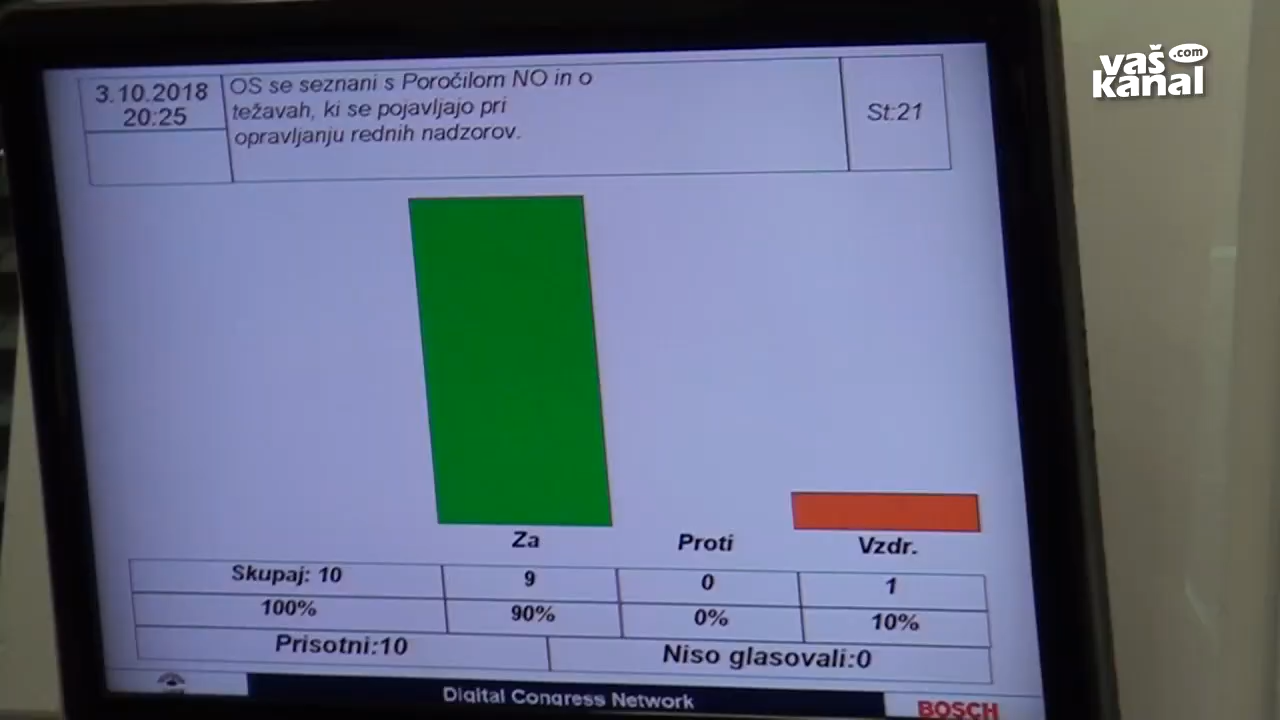 vaš
.com
kanal
3.10.2018
20:25
OS se seznani s Poročilom NO in o
težavah, ki se pojavljajo pri
opravljanju rednih nadzorov.
St:21
Za
Proti
Vzdr.
Skupaj: 10
9
0
1
100%
90%
0%
10%
Prisotni:10
Niso glasovali:0
Digital Congress Network
BOSCH